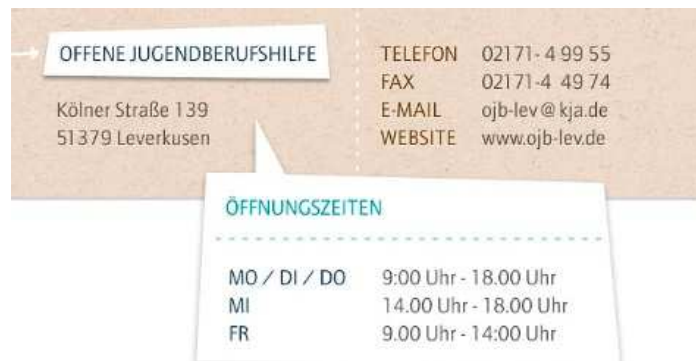 OFFENE JUGENDBERUFSHILFE
Kölner Straße 139
51379 Leverkusen
TELEFON 02171- 4 99 55
FAX 02171-4 49 74
E-MAIL ojb-lev@kja.de
WEBSITE www.ojb-lev.de
ÖFFNUNGSZEITEN
MO / DI / DO 9:00 Uhr - 18.00 Uhr
MI 14.00 Uhr - 18.00 Uhr
FR 9.00 Uhr - 14:00 Uhr